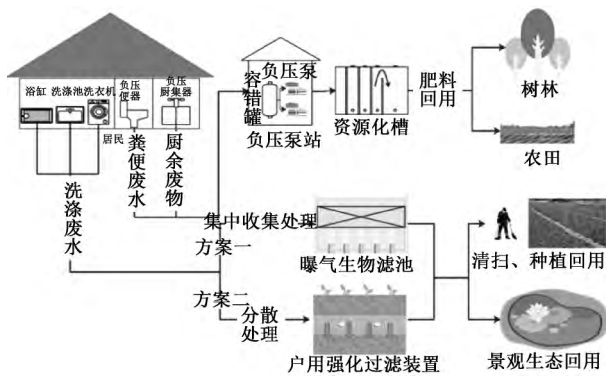 浴缸 洗涤池 洗衣机
负压
便器
负压
厨集器
居民
粪便废水
厨余废物
洗涤废水
容错罐
负压泵
负压泵站
资源化槽
肥料
回用
树林
农田
集中收集处理
方案一
曝气生物滤池
清扫、种植回用
方案二
分散
处理
户用强化过滤装置
景观生态回用